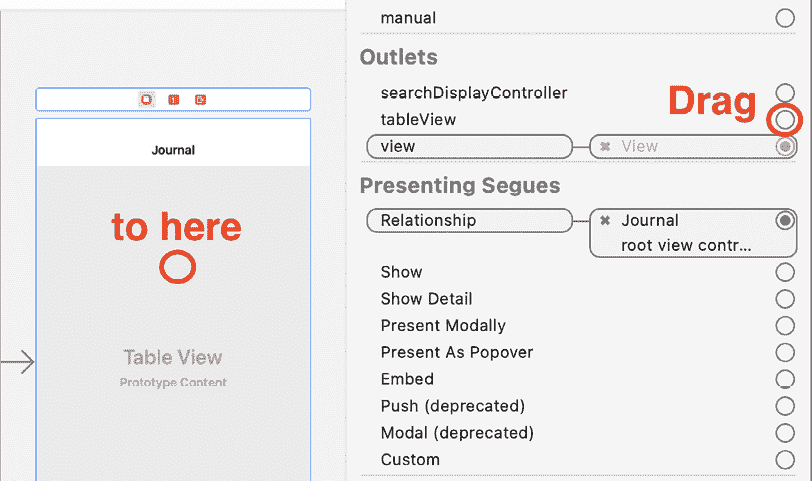 Journal
to here
Table View
Prototype Content
manual
Outlets
searchDisplayController
Drag
tableView
view
View
Presenting Segues
Relationship
Journal
root view contr...
Show
Show Detail
Present Modally
Present As Popover
Embed
Push (deprecated)
Modal (deprecated)
Custom